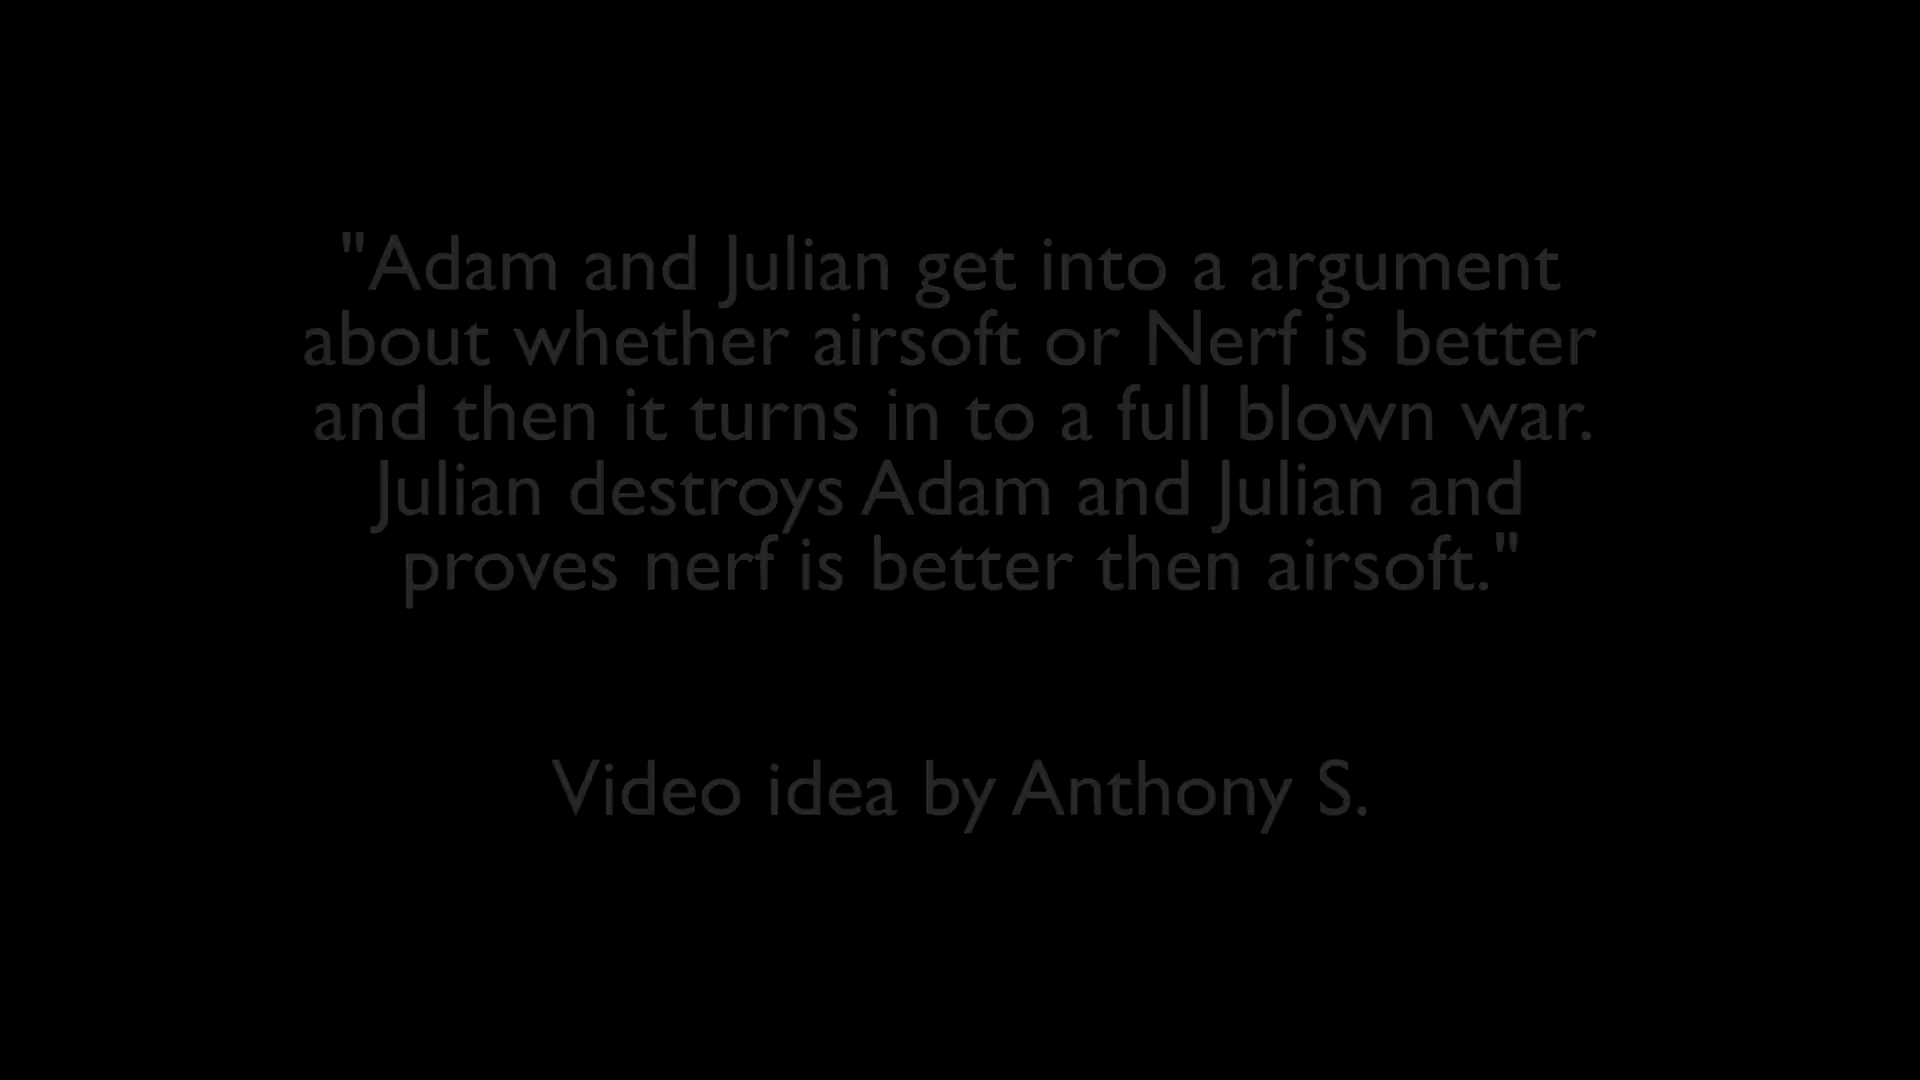 "Adam and Julian get into a argument
about whether airsoft or Nerf is better
and then it turns in to a full blown war.
Julian destroys Adam and Julian and
proves nerf is better then airsoft."
Video idea by Anthony S.